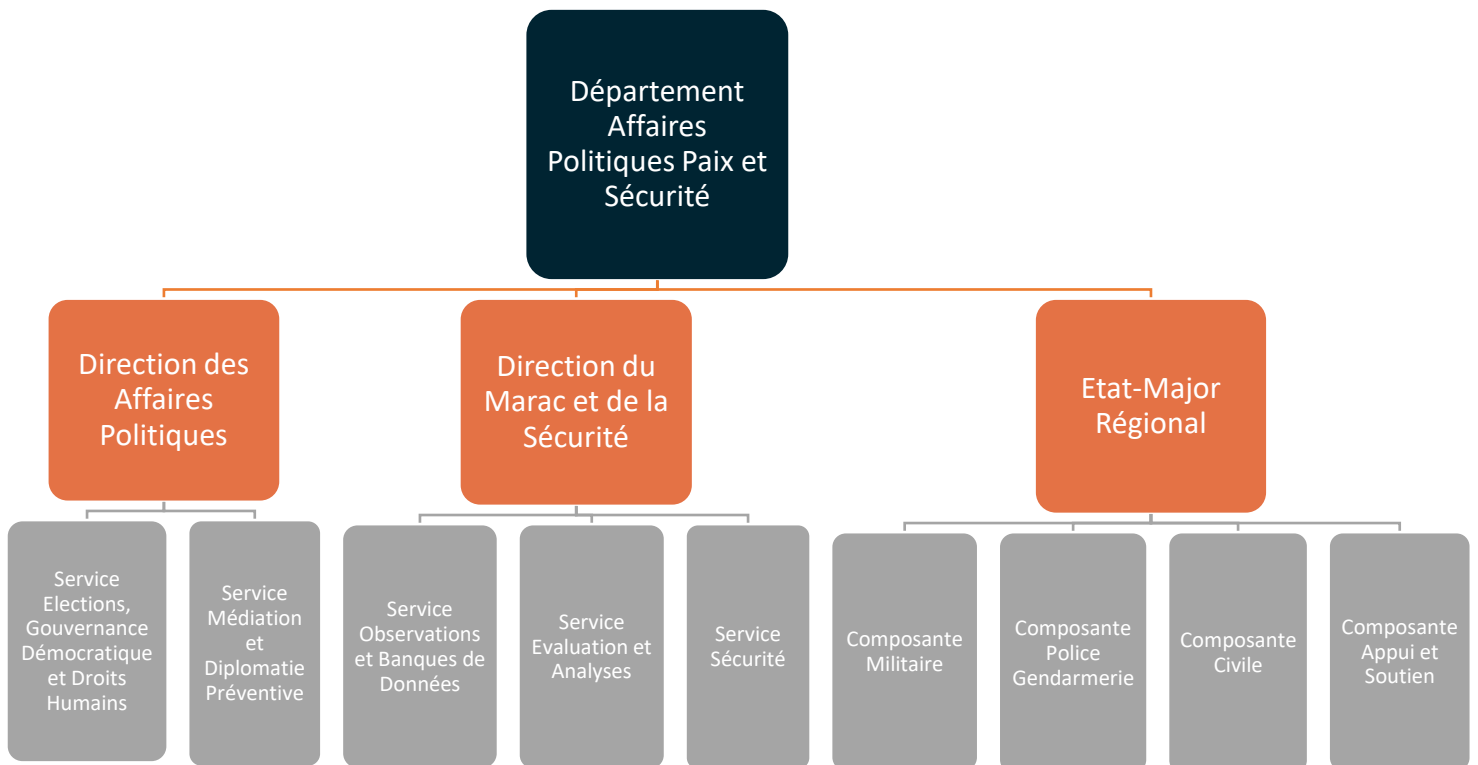 Département
Affaires
Politiques Paix et
Sécurité
Direction des
Affaires
Politiques
Direction du
Marac et de la
Sécurité
Etat-Major
Régional
Service
Elections,
Gouvernance
Démocratique
et Droits
Humains
Service
Médiation
et
Diplomatie
Préventive
Service
Observations
et Banques de
Données
Service
Evaluation et
Analyses
Service
Sécurité
Composante
Militaire
Composante
Police
Gendarmerie
Composante
Civile
Composante
Appui et
Soutien